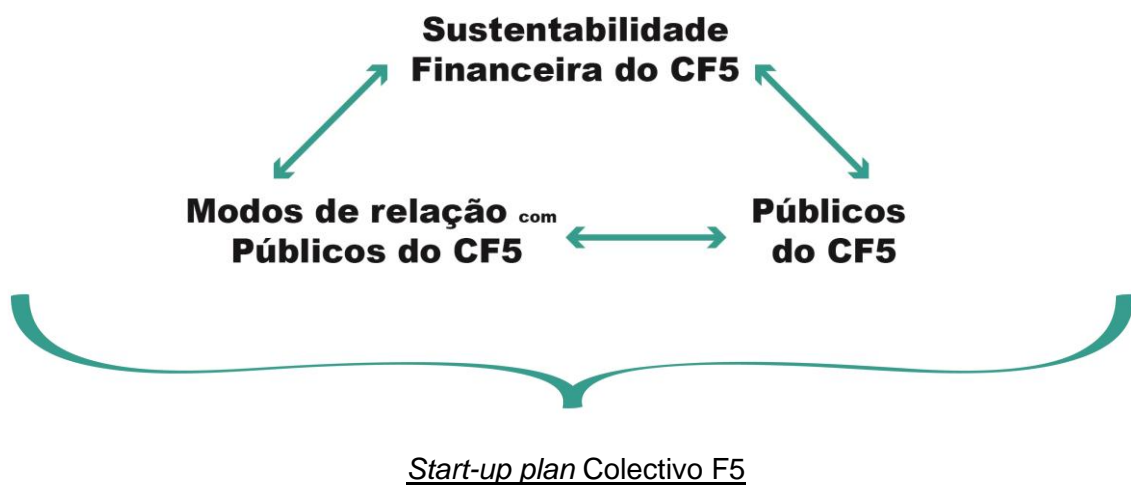 Sustentabilidade
Financeira do CF5
Modos de relação com
Públicos do CF5
Públicos
do CF5
Start-up plan Colectivo F5